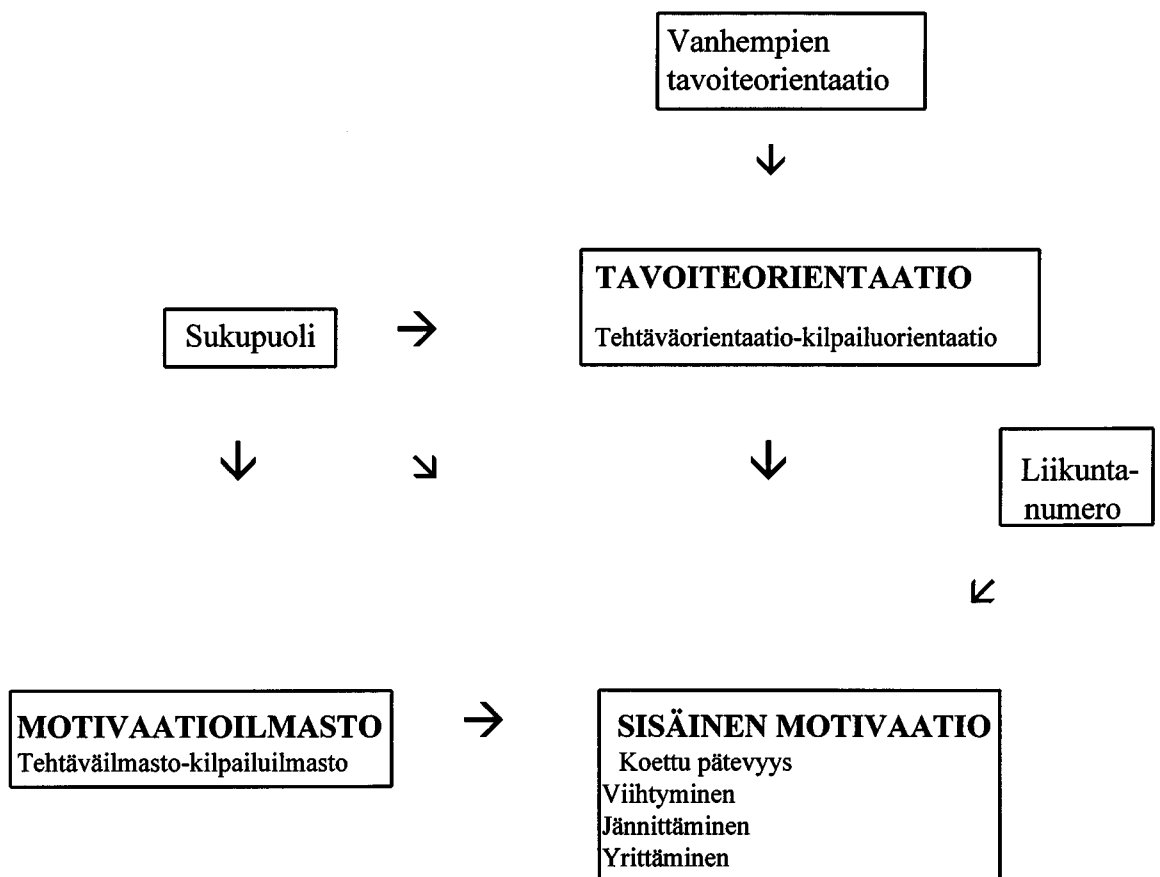 Vanhempien
tavoiteorientaatio
TAVOITEORIENTAATIO
Tehtäväorientaatio-kilpailuorientaatio
Sukupuoli
Liikunta-
numero
MOTIVAATIOILMASTO
Tehtäväilmasto-kilpailuilmasto
SISÄINEN MOTIVAATIO
Koettu pätevyys
Viihtyminen
Jännittäminen
Yrittäminen